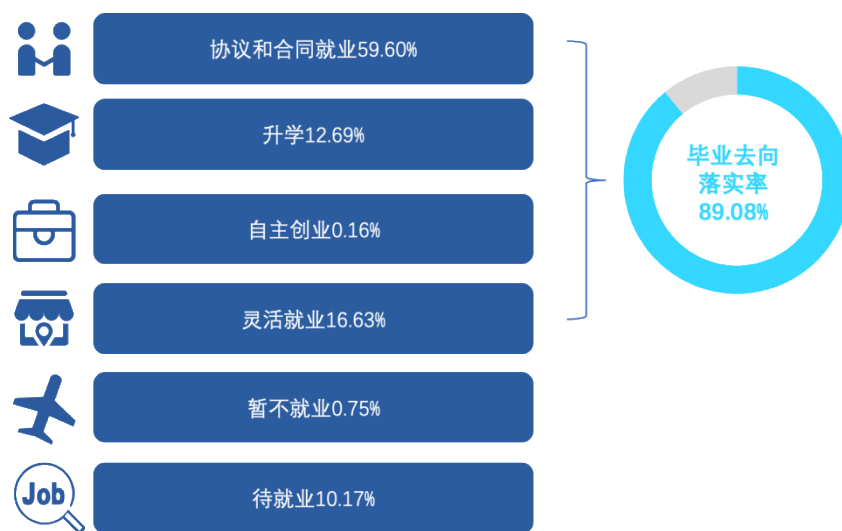 协议和合同就业59.60%
升学12.69%
自主创业0.16%
灵活就业16.63%
暂不就业0.75%
Job
待就业10.17%
毕业去向
落实率
89.08%